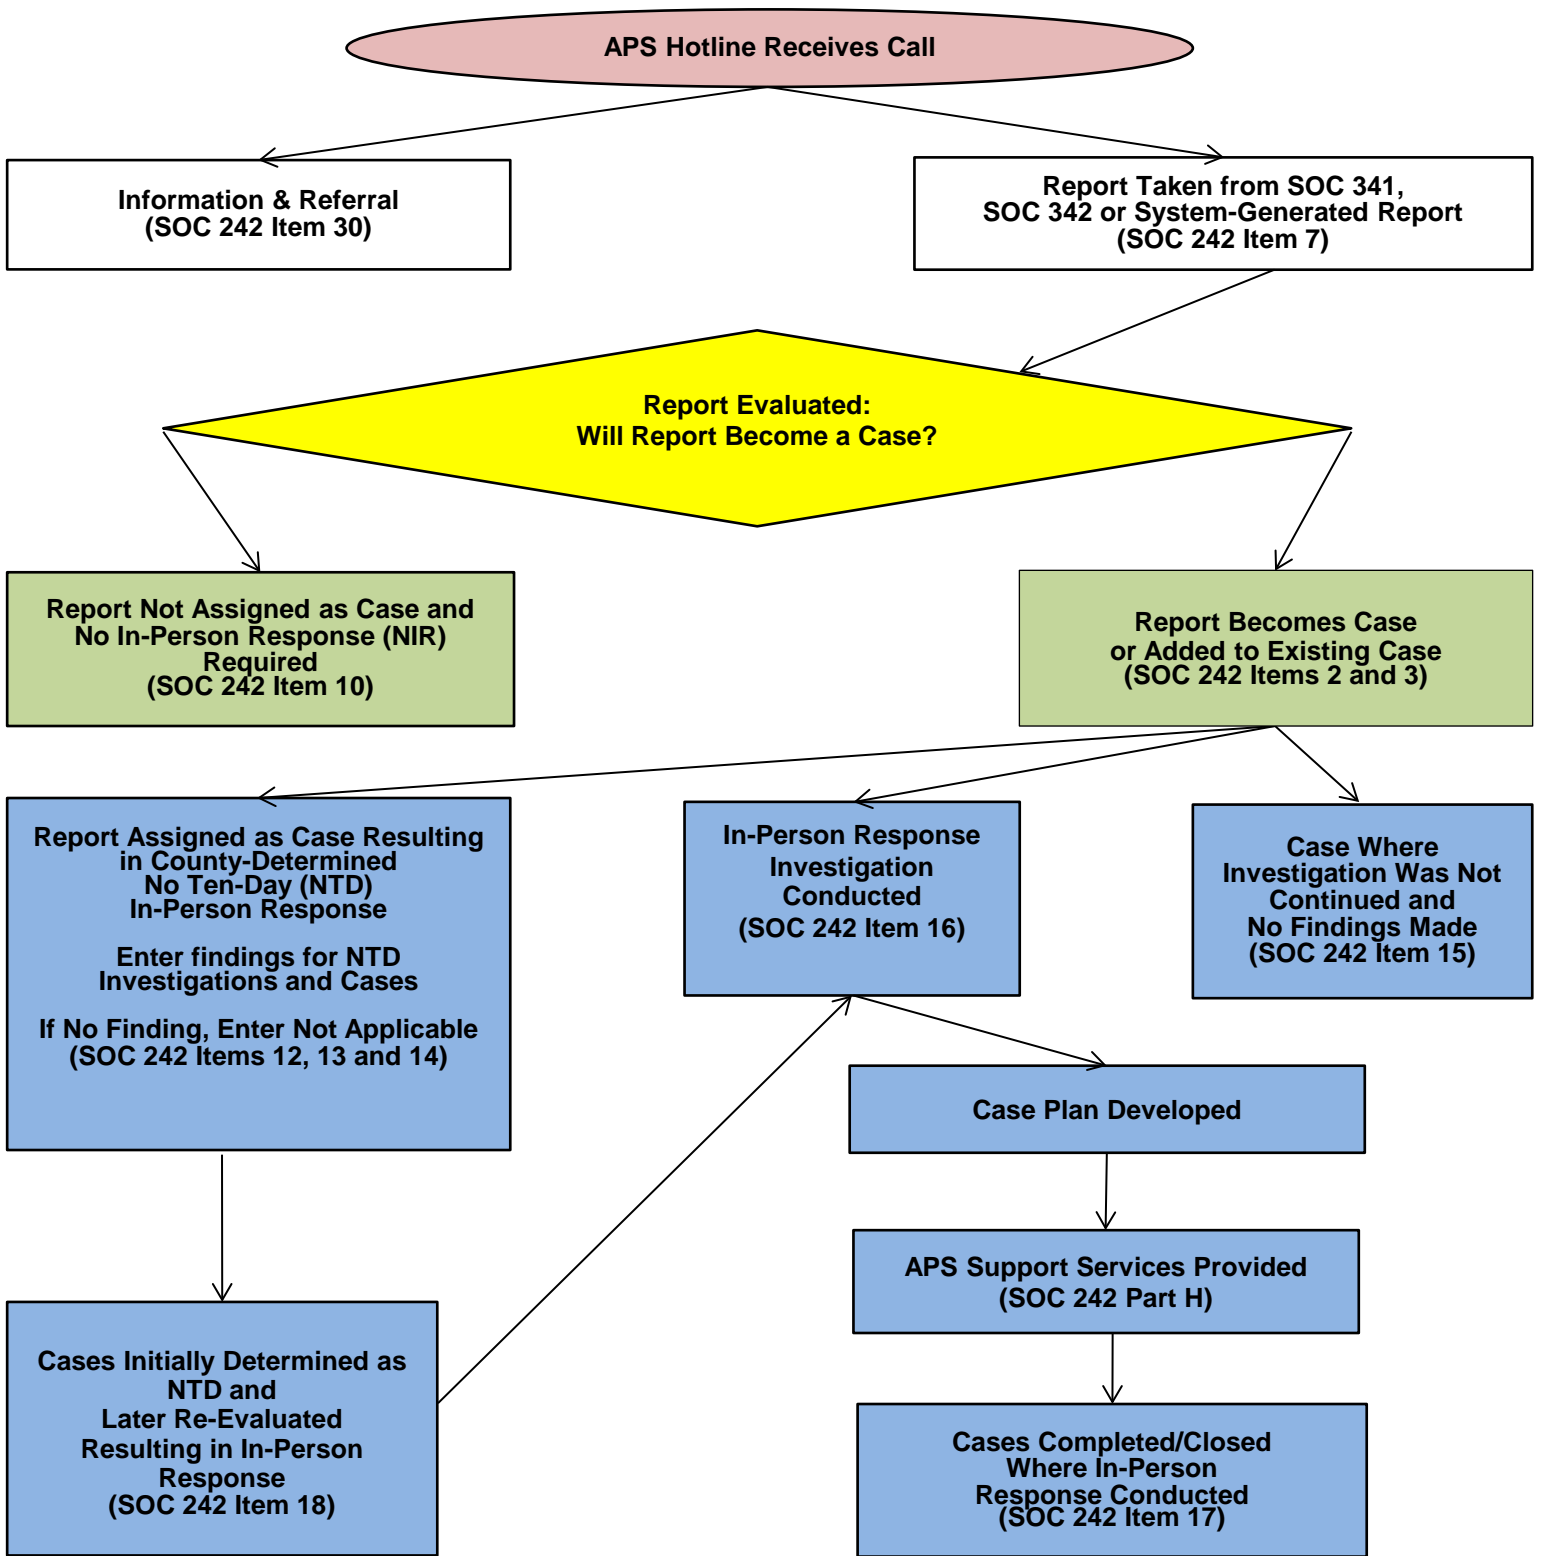 APS Hotline Receives Call
Information & Referral
(SOC 242 Item 30)
Report Taken from SOC 341,
SOC 342 or System-Generated Report
(SOC 242 Item 7)
Report Evaluated:
Will Report Become a Case?
Report Not Assigned as Case and
No In-Person Response (NIR)
Required
(SOC 242 Item 10)
Report Becomes Case
or Added to Existing Case
(SOC 242 Items 2 and 3)
Report Assigned as Case Resulting
in County-Determined
No Ten-Day (NTD)
In-Person Response
Enter findings for NTD
Investigations and Cases
If No Finding, Enter Not Applicable
(SOC 242 Items 12, 13 and 14)
In-Person Response
Investigation
Conducted
(SOC 242 Item 16)
Case Where
Investigation Was Not
Continued and
No Findings Made
(SOC 242 Item 15)
Case Plan Developed
APS Support Services Provided
(SOC 242 Part H)
Cases Initially Determined as
NTD and
Later Re-Evaluated
Resulting in In-Person
Response
(SOC 242 Item 18)
Cases Completed/Closed
Where In-Person
Response Conducted
(SOC 242 Item 17)